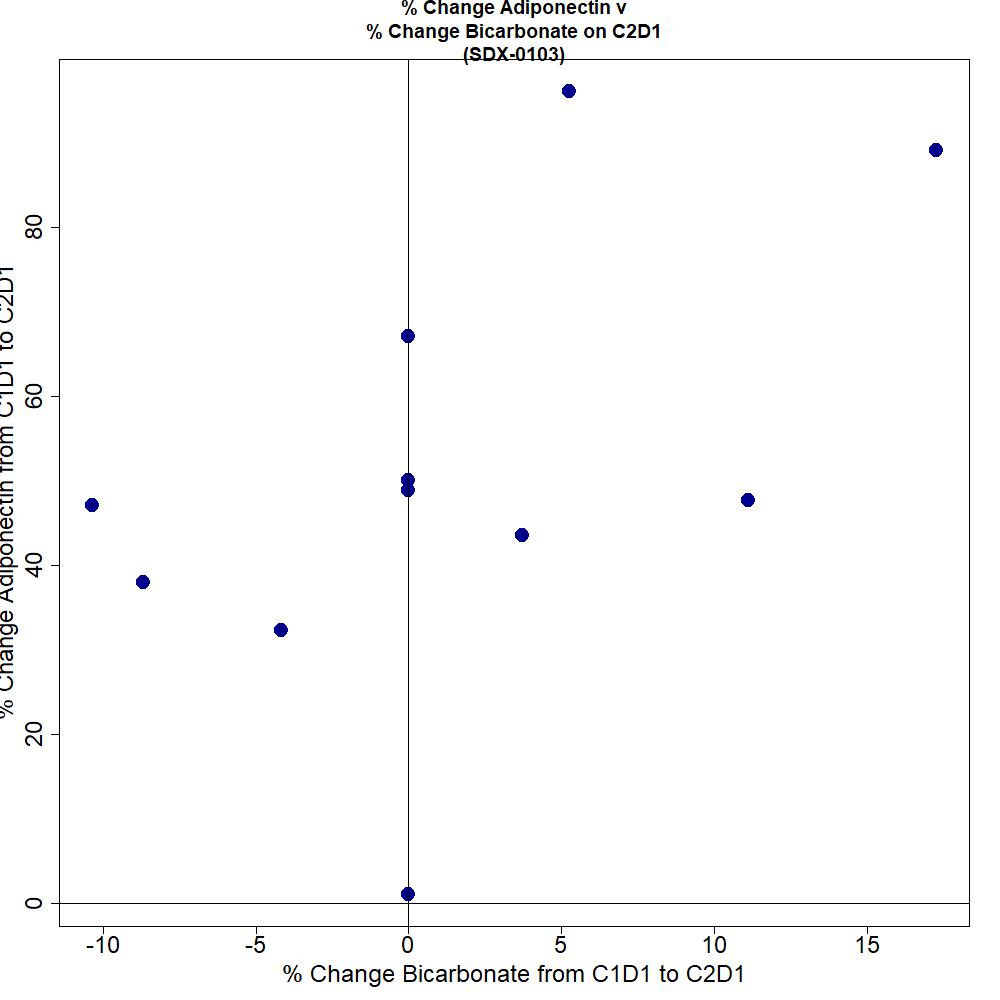 % Change Adiponectin v
% Change Bicarbonate on C2D1
(SDX-0103)
% Change Adiponectin from C1D1 to C2D1
80
60
40
20
0
-10 -5 0 5 10 15
% Change Bicarbonate from C1D1 to C2D1